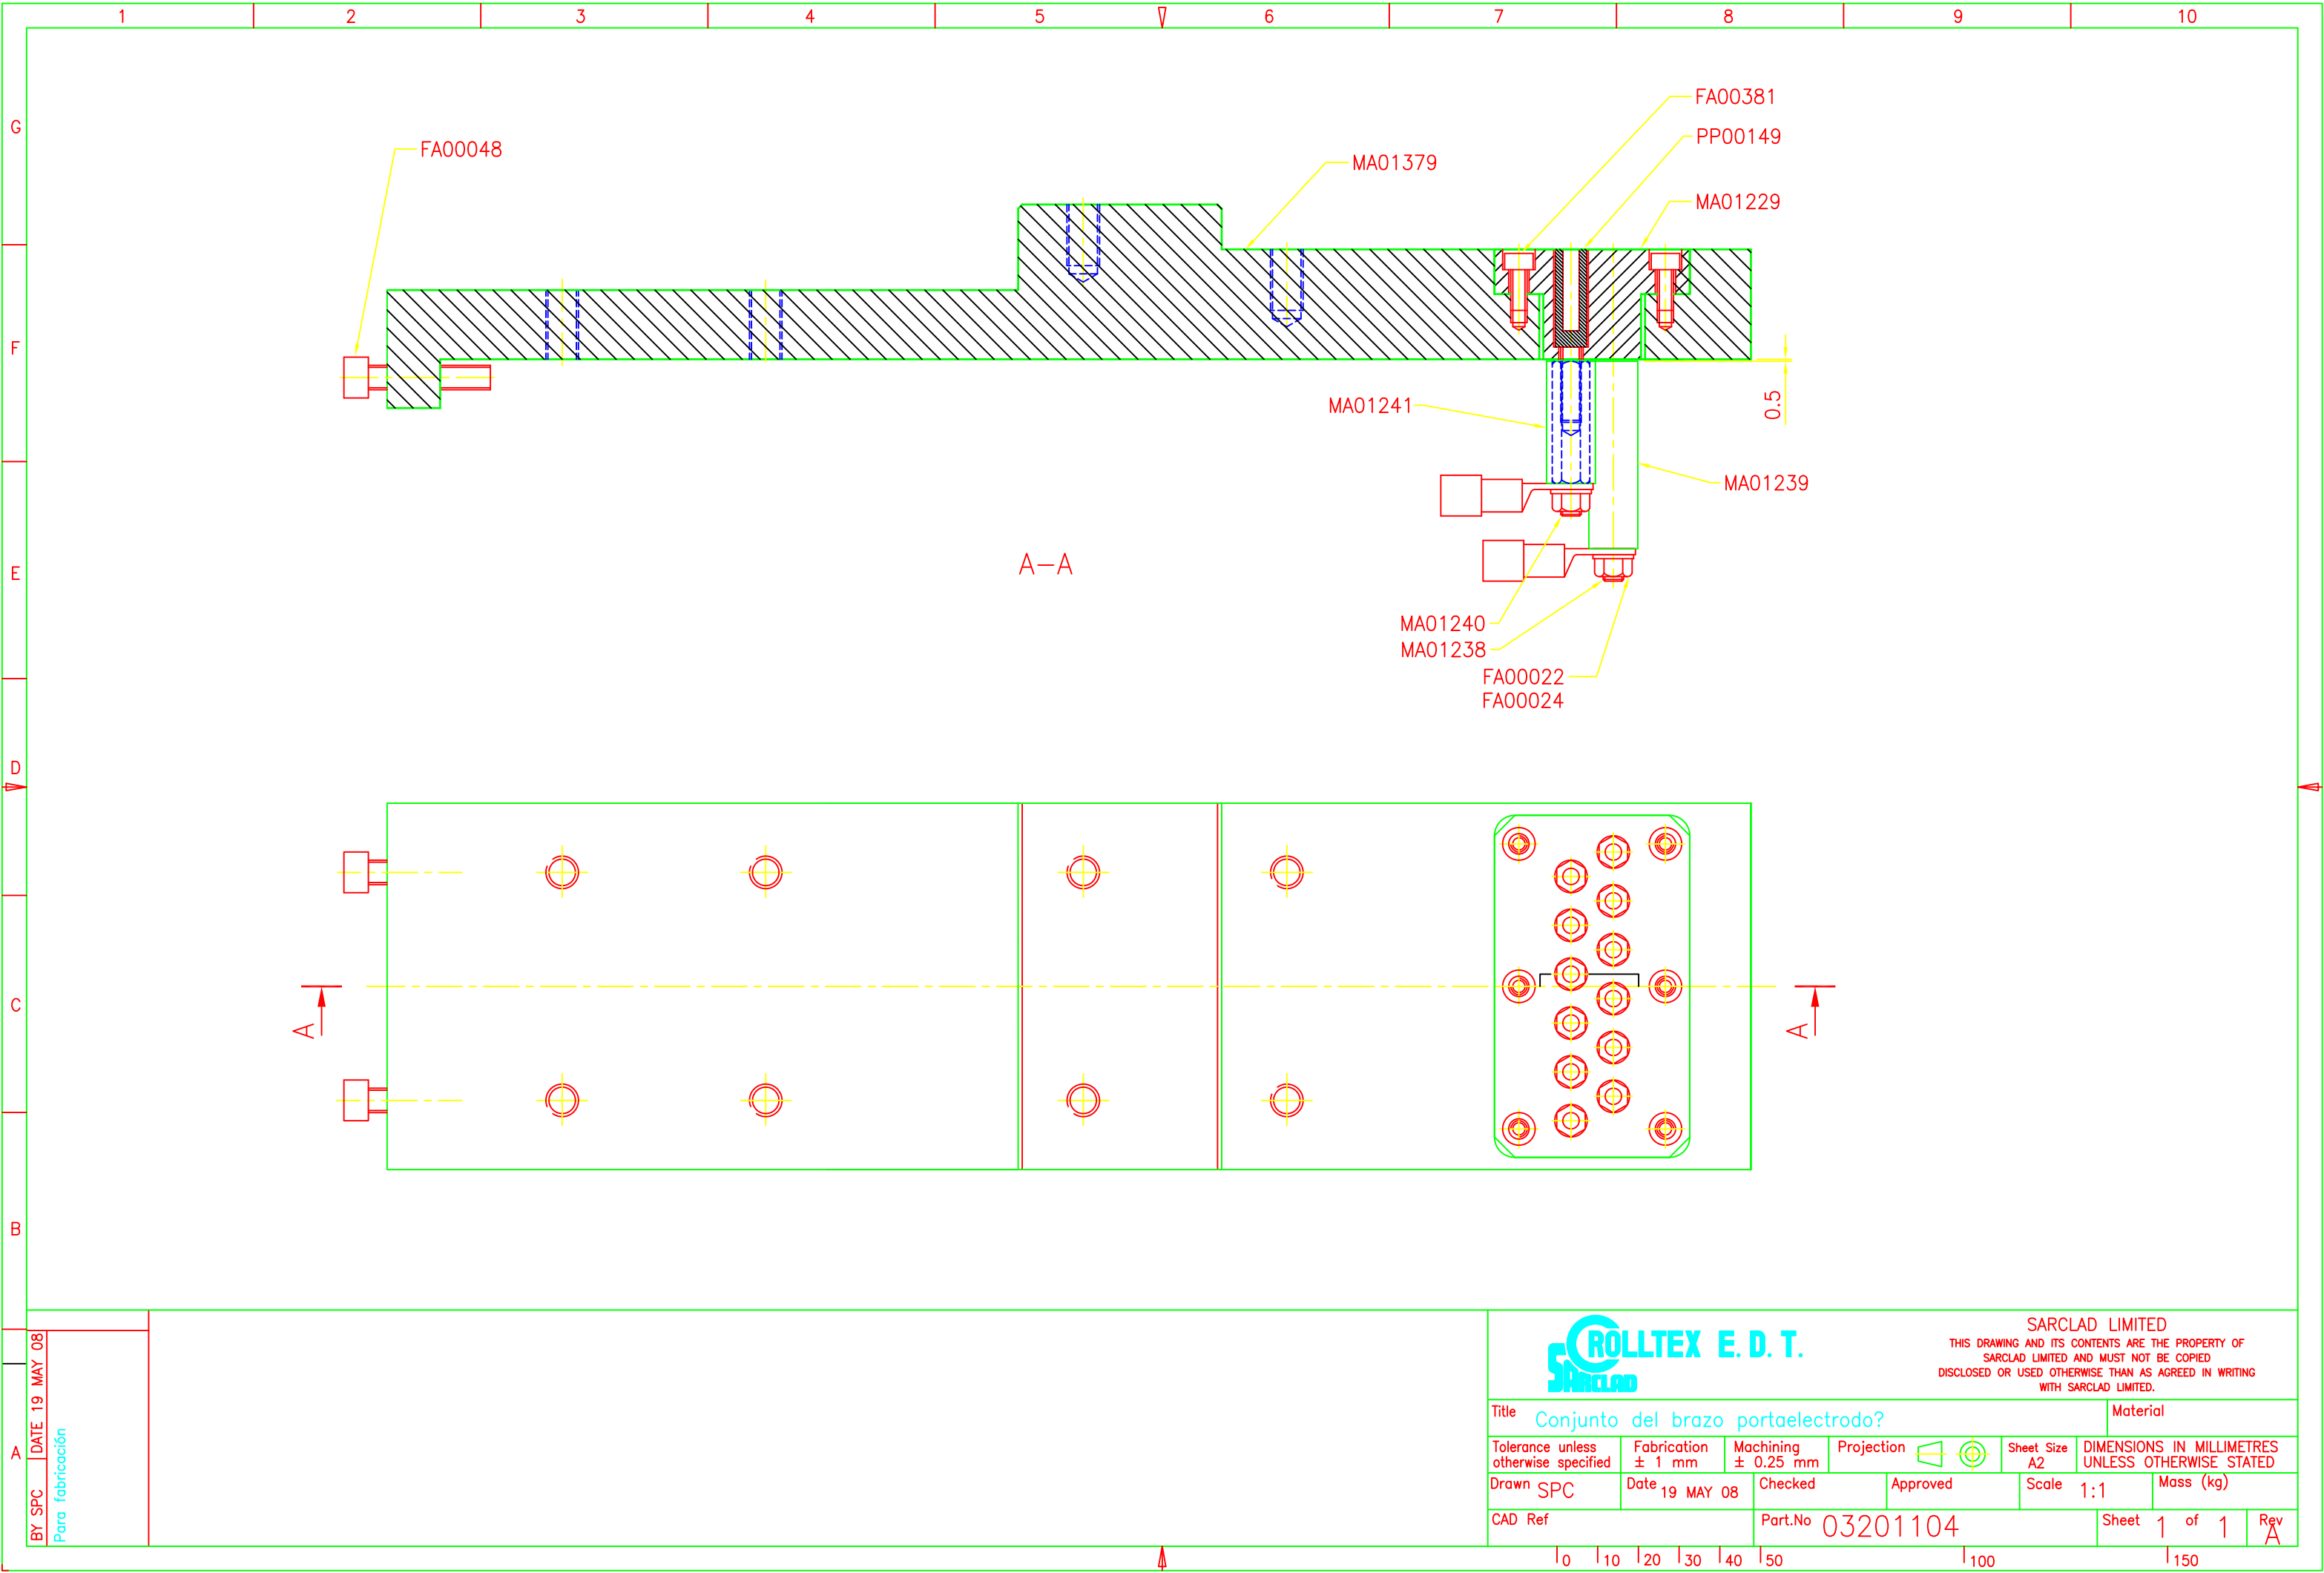 1 2 3 4 5 6 7 8 9 10
G
F
E
D
C
B
A
FA00048
FA00381
PP00149
MA01379
MA01229
MA01241
0.5
MA01239
A-A
MA01240
MA01238
FA00022
FA00024
A
A
BY SPC DATE 19 MAY 08
Para fabricación
ROLLTEX E. D. T.
SARCLAD
SARCLAD LIMITED
THIS DRAWING AND ITS CONTENTS ARE THE PROPERTY OF
SARCLAD LIMITED AND MUST NOT BE COPIED
DISCLOSED OR USED OTHERWISE THAN AS AGREED IN WRITING
WITH SARCLAD LIMITED.
Title Conjunto del brazo portaelectrodo?
Material
Tolerance unless
otherwise specified
Fabrication
± 1 mm
Machining
± 0.25 mm
Projection
Sheet Size
A2
DIMENSIONS IN MILLIMETRES
UNLESS OTHERWISE STATED
Drawn SPC
Date 19 MAY 08
Checked
Approved
Scale 1:1
Mass (kg)
CAD Ref
Part.No 03201104
Sheet 1 of 1
Rev
A
0 10 20 30 40 50 100 150